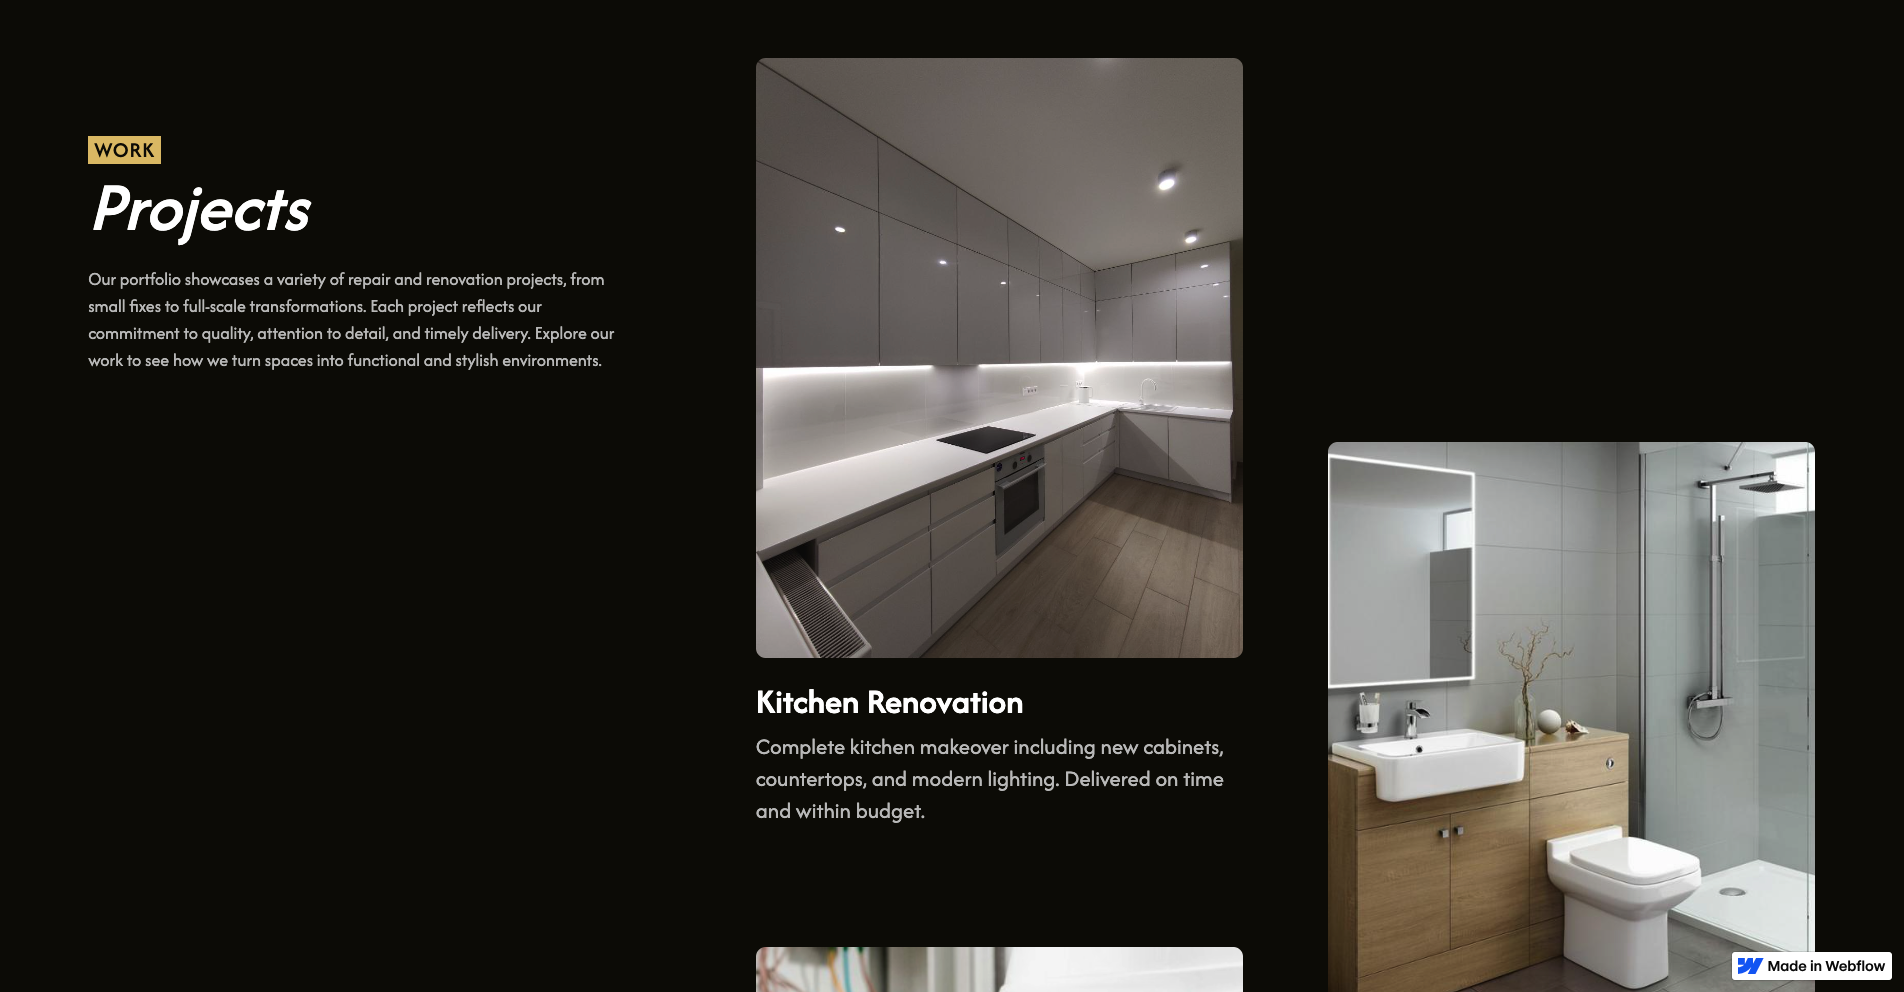 WORK
Projects
Our portfolio showcases a variety of repair and renovation projects, from
small fixes to full-scale transformations. Each project reflects our
commitment to quality, attention to detail, and timely delivery. Explore our
work to see how we turn spaces into functional and stylish environments.
Kitchen Renovation
Complete kitchen makeover including new cabinets,
countertops, and modern lighting. Delivered on time
and within budget.
Made in Webflow